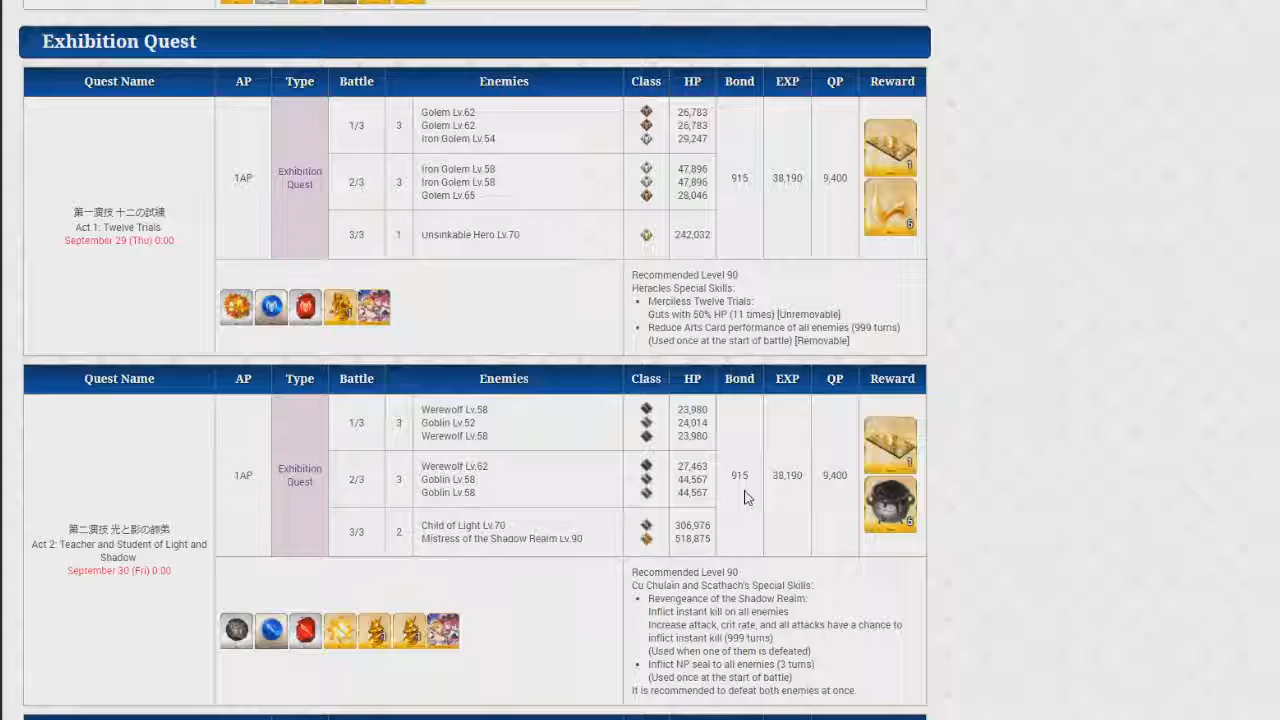 Exhibition Quest
Quest Name AP Type Battle Enemies Class HP Bond EXP QP Reward
第一演技 十二の試練
Act 1: Twelve Trials
September 29 (Thu) 0:00
1AP
Exhibition
Quest
1/3 3
Golem Lv.62 26,783
Golem Lv.62 26,783
Iron Golem Lv.54 29,247
2/3 3
Iron Golem Lv.58 47,896
Iron Golem Lv.58 47,896
Golem Lv.65 28,046
3/3 1 Unsinkable Hero Lv.70 242,032
915 38,190 9,400
1
5
Recommended Level 90
Heracles Special Skills:
Merciless Twelve Trials:
Guts with 50% HP (11 times) [Unremovable]
Reduce Arts Card performance of all enemies (999 turns)
(Used once at the start of battle) [Removable]
Quest Name AP Type Battle Enemies Class HP Bond EXP QP Reward
第二演技 光と影の師弟
Act 2: Teacher and Student of Light and
Shadow
September 30 (Fri) 0:00
1AP
Exhibition
Quest
1/3 3
Werewolf Lv.58 23,980
Goblin Lv.52 24,014
Werewolf Lv.58 23,980
2/3 3
Werewolf Lv.62 27,463
Goblin Lv.58 44,567
Goblin Lv.58 44,567
3/3 2
Child of Light Lv.70 306,976
Mistress of the Shadow Realm Lv.90 518,875
915 38,190 9,400
1
5
Recommended Level 90
Cu Chulain and Scathach's Special Skills:
Revengeance of the Shadow Realm:
Inflict instant kill on all enemies
Increase attack, crit rate, and all attacks have a chance to
inflict instant kill (999 turns)
(Used when one of them is defeated)
Inflict NP seal to all enemies (3 turns)
(Used once at the start of battle)
It is recommended to defeat both enemies at once.